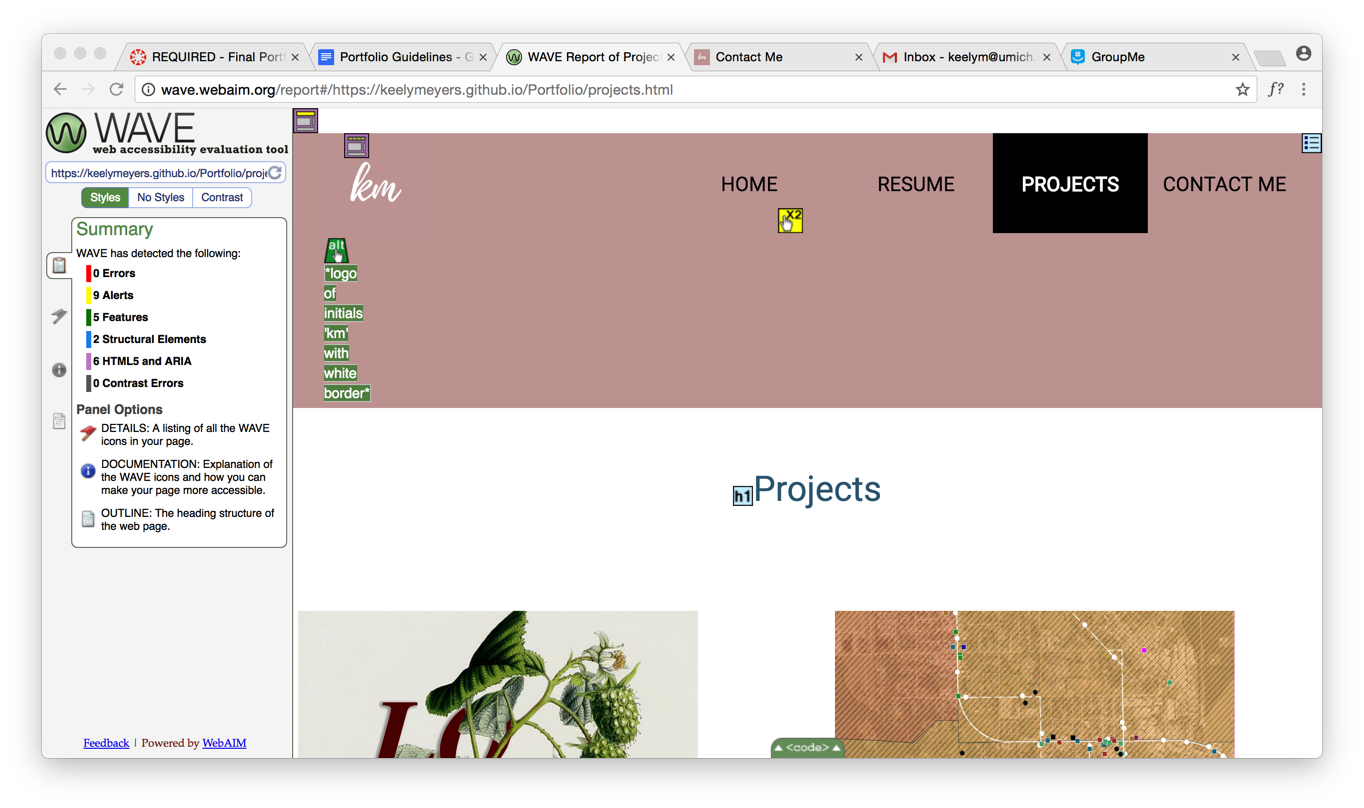 REQUIRED - Final Port
Portfolio Guidelines - G
WAVE Report of Projec
Contact Me
Inbox - keelym@umich.
GroupMe
wave.webaim.org/report#/https://keelymeyers.github.io/Portfolio/projects.html
f?
WAVE
web accessibility evaluation tool
https://keelymeyers.github.io/Portfolio/proje
Styles
No Styles
Contrast
Summary
WAVE has detected the following:
0 Errors
9 Alerts
5 Features
2 Structural Elements
6 HTML5 and ARIA
0 Contrast Errors
Panel Options
DETAILS: A listing of all the WAVE
icons in your page.
DOCUMENTATION: Explanation of
the WAVE icons and how you can
make your page more accessible.
OUTLINE: The heading structure of
the web page.
Feedback | Powered by WebAIM
km
HOME
RESUME
PROJECTS
CONTACT ME
X2
alt
*logo
of
initials
'km'
with
white
border*
h1 Projects
<code>